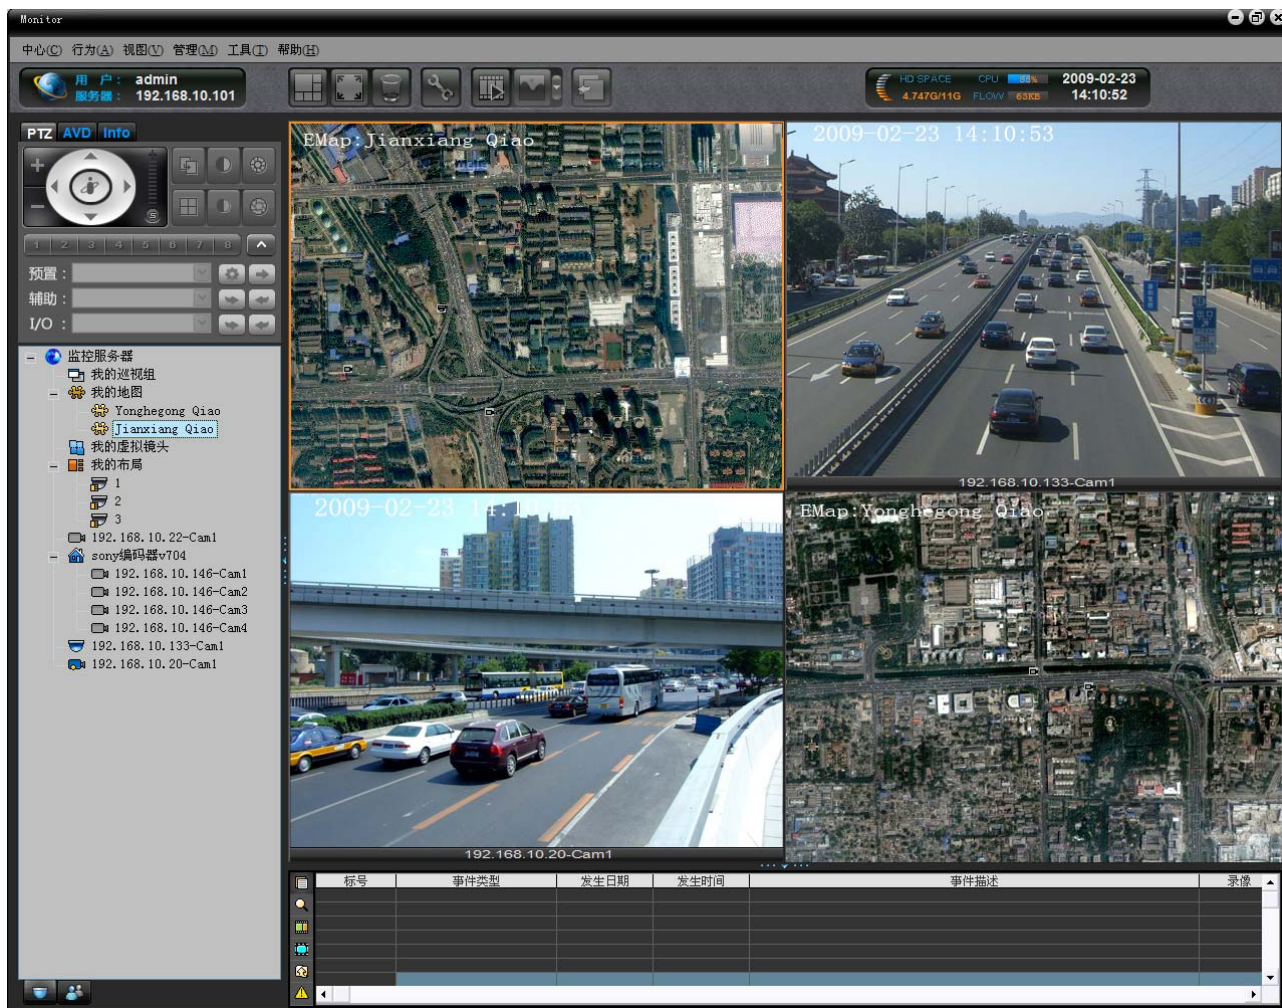 Monitor
中心(C) 行为(A) 视图(V) 管理(M) 工具(T) 帮助(H)
用 户： admin
服务器： 192.168.10.101
HD SPACE CPU 65% 2009-02-23
4.747G/11G FLOW 63KB 14:10:52
PTZ AVD Info
S
1 2 3 4 5 6 7 8
预置：
辅助：
I/O ：
监控服务器
我的巡视组
我的地图
Yonghegong Qiao
Jianxiang Qiao
我的虚拟镜头
我的布局
1
2
3
192.168.10.22-Cam1
sony编码器v704
192.168.10.146-Cam1
192.168.10.146-Cam2
192.168.10.146-Cam3
192.168.10.146-Cam4
192.168.10.133-Cam1
192.168.10.20-Cam1
EMap:Jianxiang Qiao
2009-02-23 14:10:53
192.168.10.133-Cam1
2009-02-23 14:10:53
192.168.10.20-Cam1
EMap:Yonghegong Qiao
标号 事件类型 发生日期 发生时间 事件描述 录像